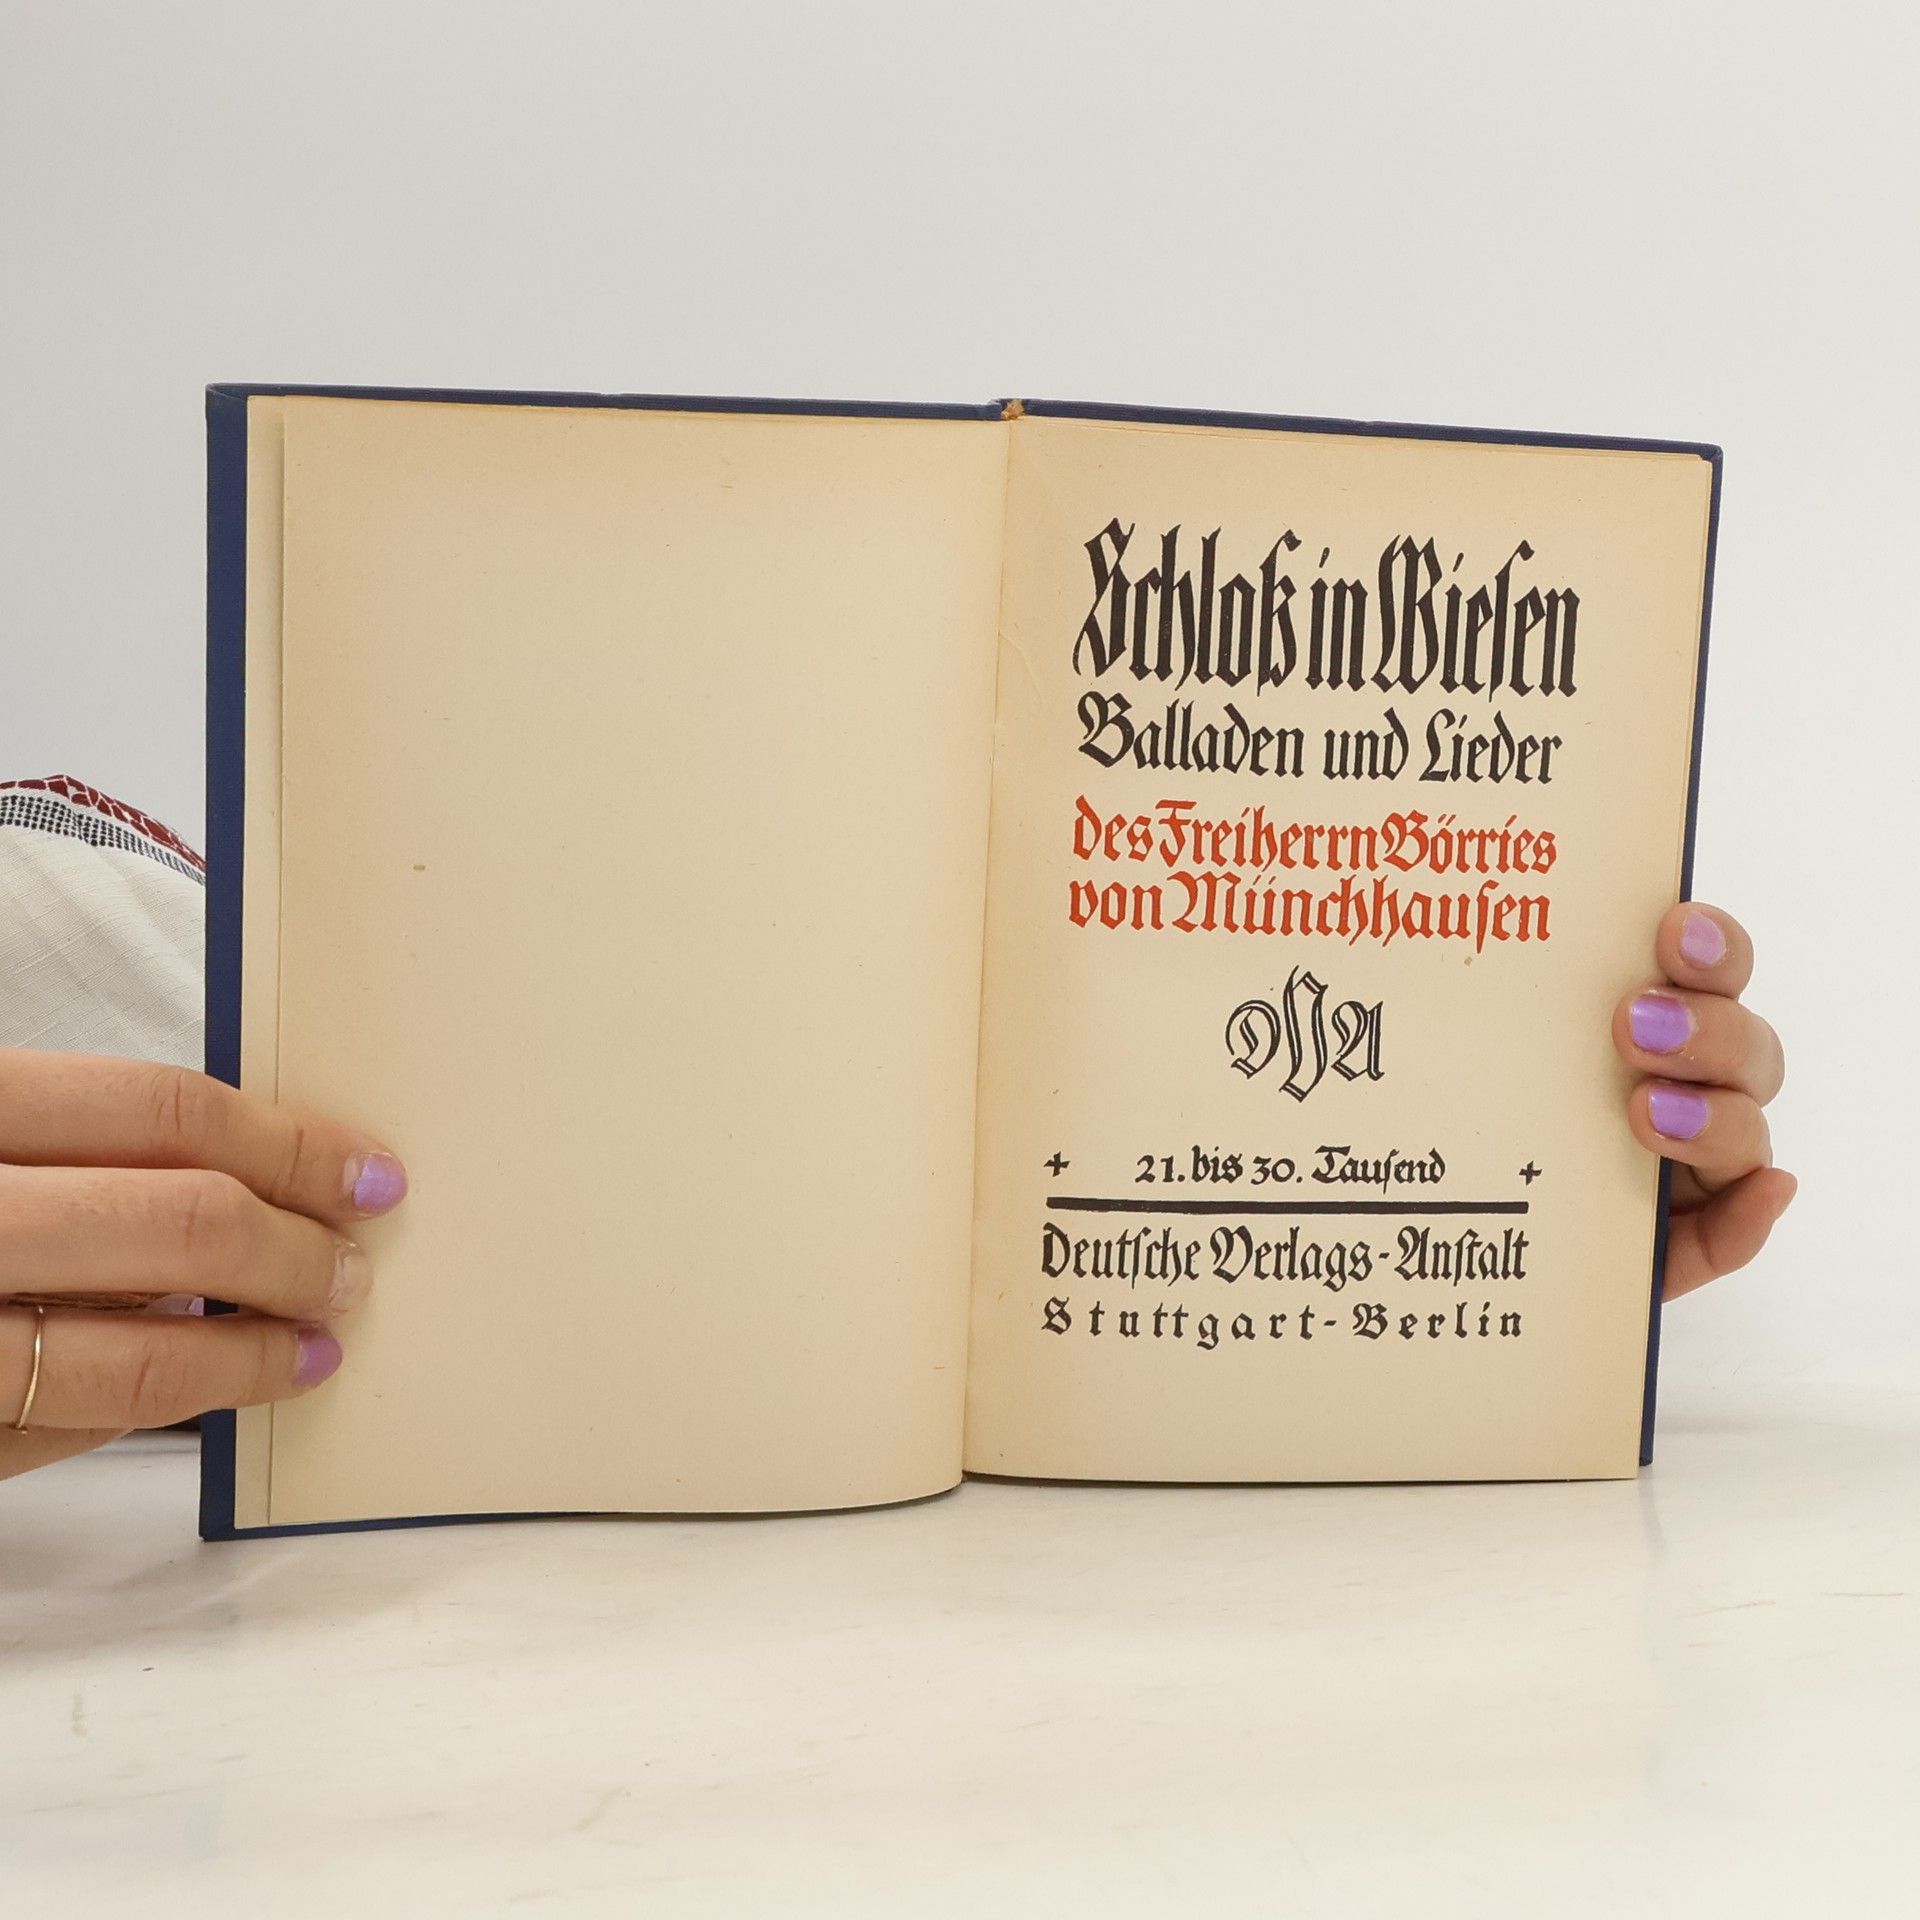 Schloß in Wiesen
Balladen und Lieder
des Freiherrn Börries
von Münchhausen
DVA
+ 21. bis 30. Tausend +
Deutsche Verlags-Anstalt
Stuttgart-Berlin